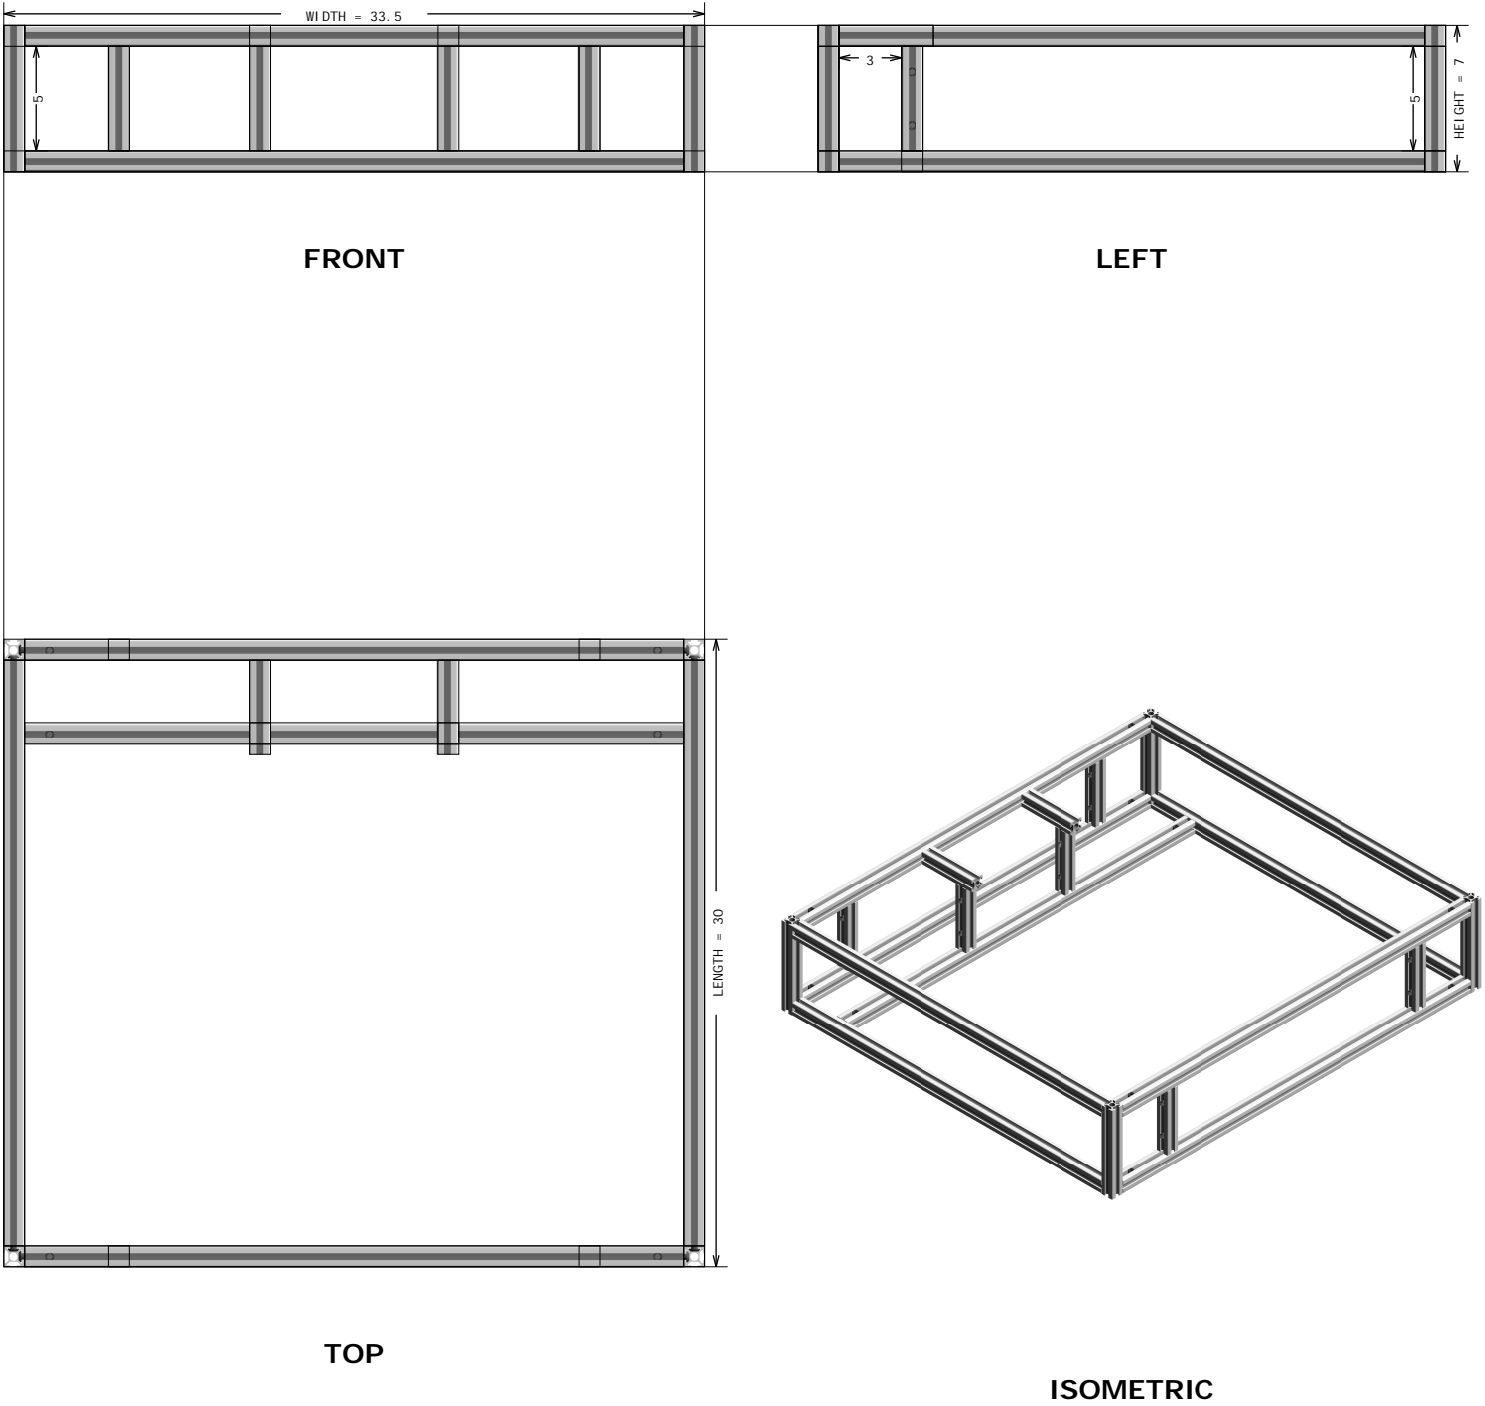 WIDTH = 33.5
5
3
5
HEIGHT = 7
FRONT
LEFT
LENGTH = 30
TOP
ISOMETRIC